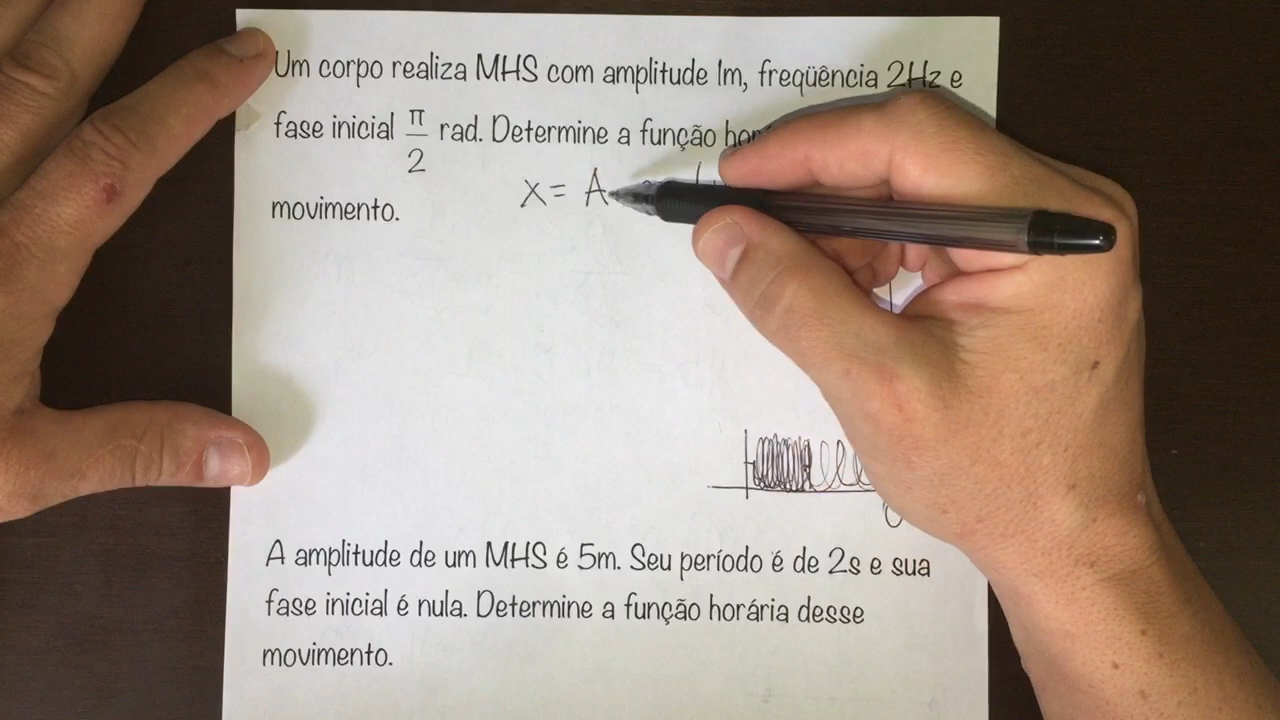 Um corpo realiza MHS com amplitude 1m, freqüência 2Hz e
fase inicial π/2 rad. Determine a função
movimento.
x = A
A amplitude de um MHS é 5m. Seu período é de 2s e sua
fase inicial é nula. Determine a função horária desse
movimento.